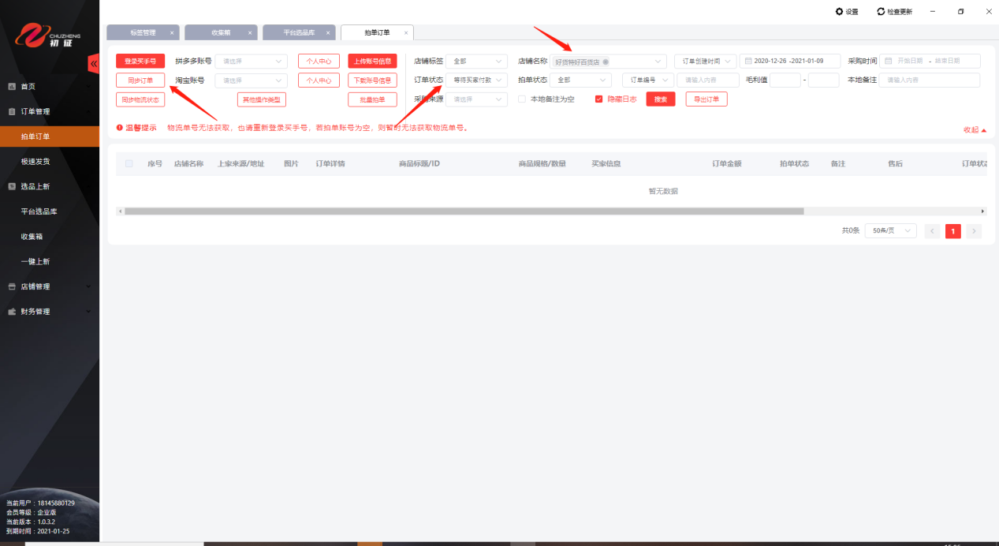 设置
检查更新
CHUZHENG
初证
标签管理 ×
收集箱 ×
平台选品库 ×
拍单订单 ×
登录买手号
拼多多账号
请选择
个人中心
上传账号信息
店铺标签
全部
店铺名称
好货特好百货店
订单创建时间
2020-12-26 -2021-01-09
采购时间
开始日期 - 结束日期
同步订单
淘宝账号
请选择
个人中心
下载账号信息
订单状态
等待买家付款
拍单状态
全部
订单编号
请输入内容
毛利值
-
本地备注
请输入内容
同步物流状态
其他操作类型
批量拍单
采购来源
请选择
本地备注为空
隐藏日志
搜索
导出订单
温馨提示 物流单号无法获取，也请重新登录买手号，若拍单账号为空，则暂时无法获取物流单号。
收起
序号 店铺名称 上家来源/地址 图片 订单详情 商品标题/ID 商品规格/数量 买家信息 订单金额 拍单状态 备注 售后 订单状态
暂无数据
共0条
50条/页
1
首页
订单管理
拍单订单
极速发货
选品上新
平台选品库
收集箱
一键上新
店铺管理
财务管理
当前用户：18145880129
会员等级：企业版
当前版本：1.0.3.2
到期时间：2021-01-25